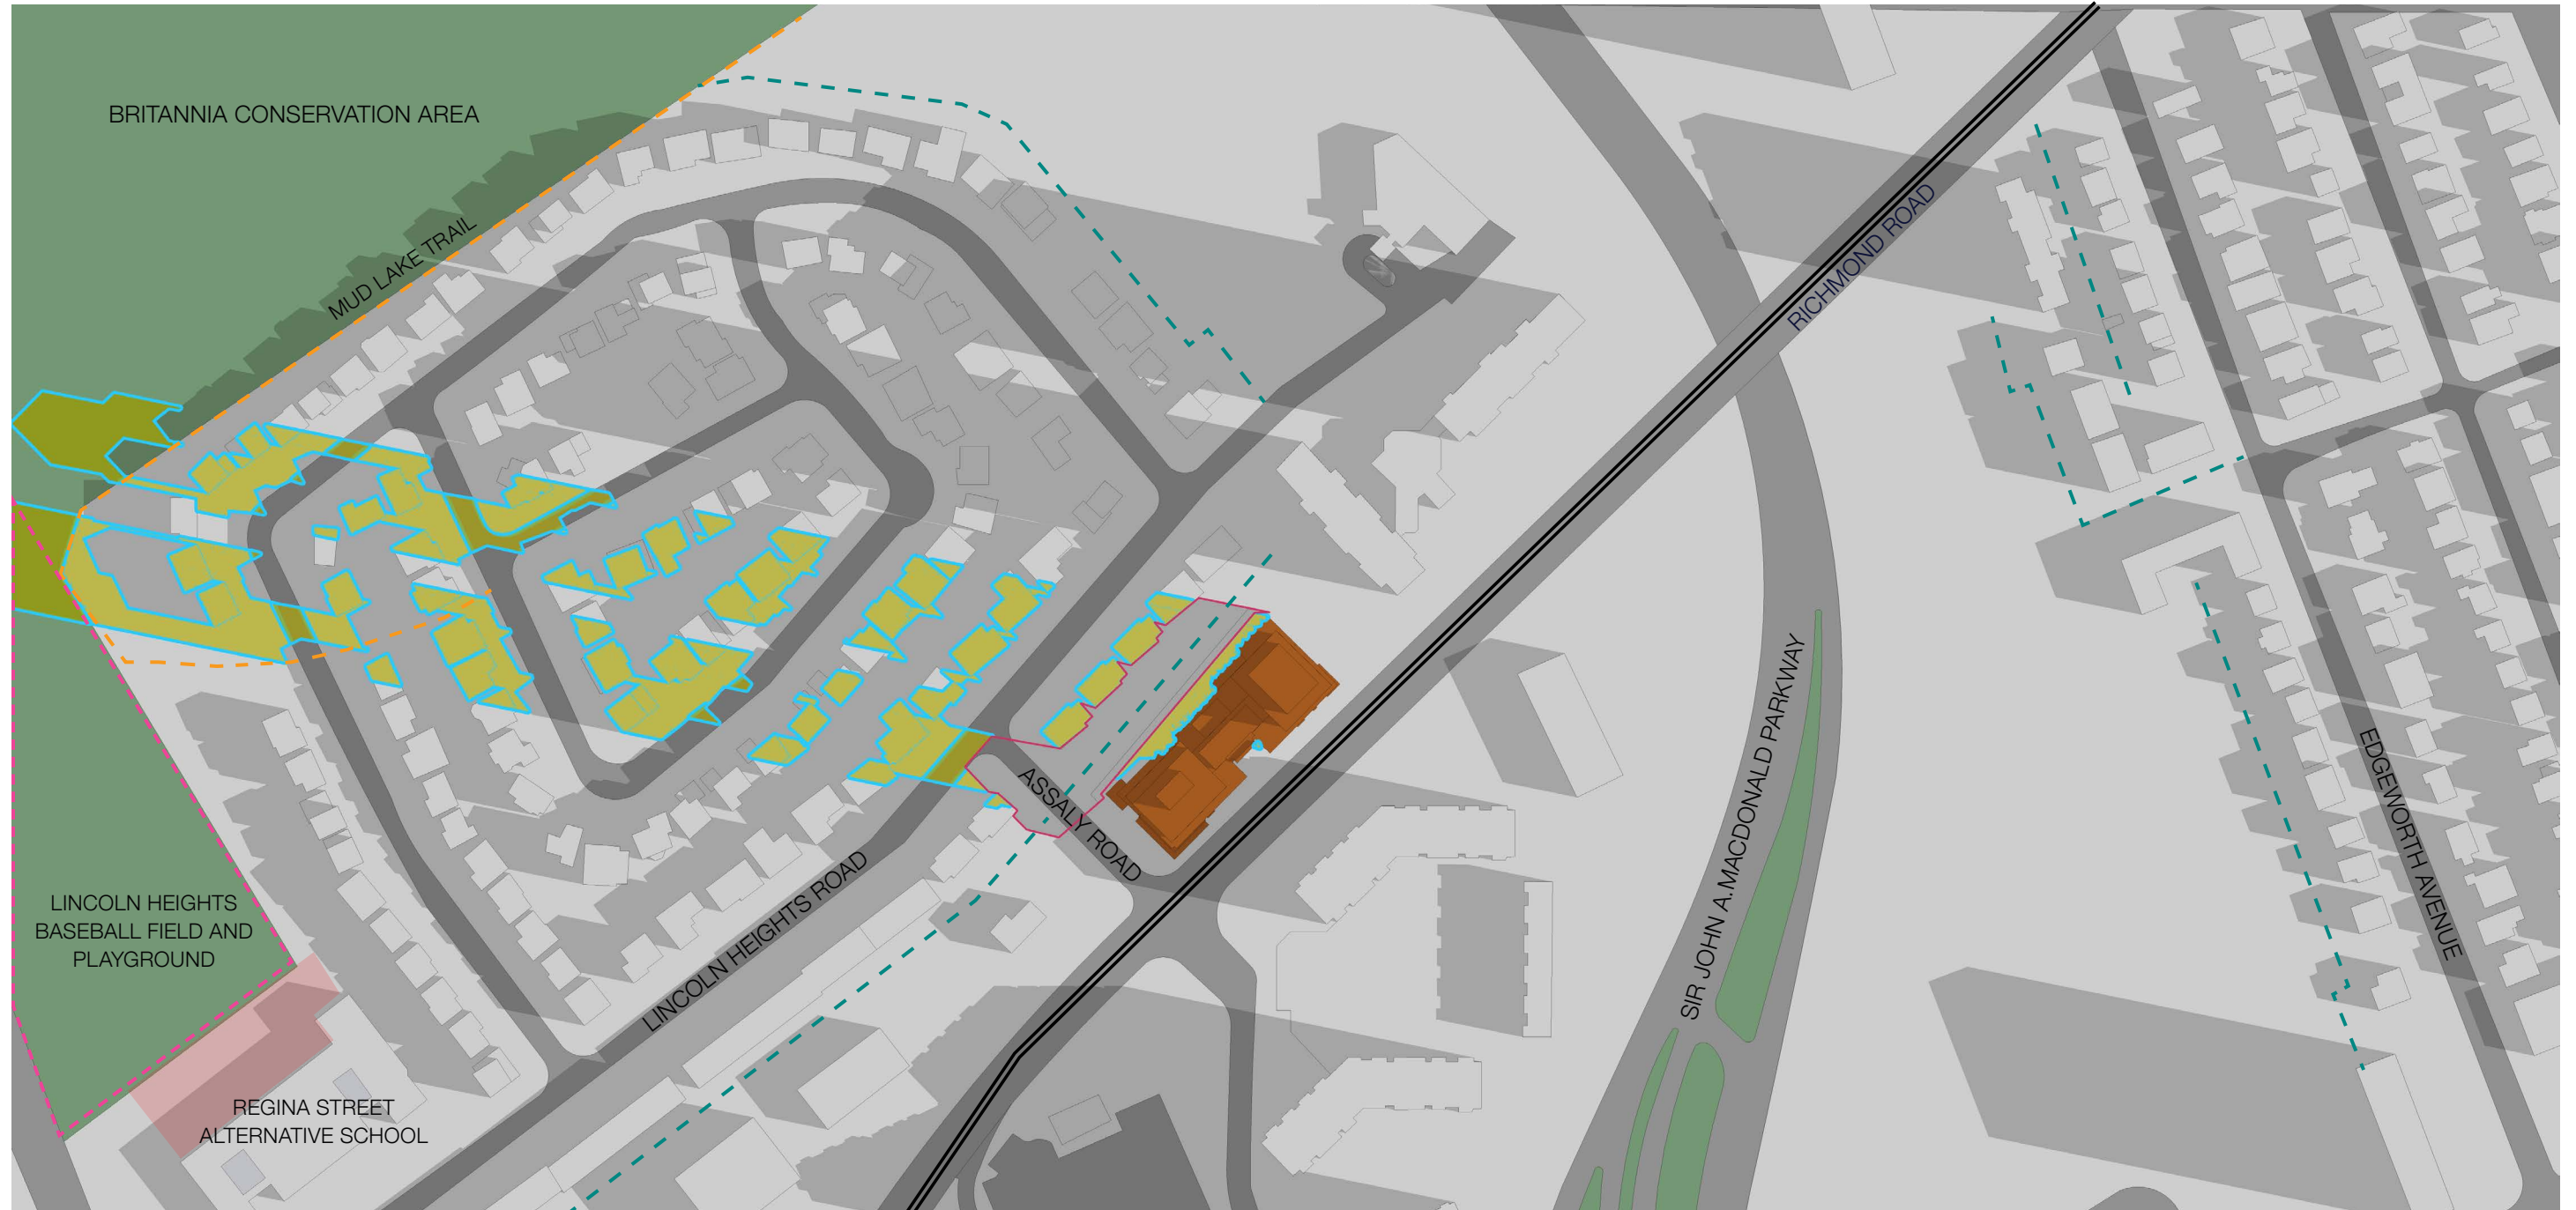 BRITANNIA CONSERVATION AREA
MUD LAKE TRAIL
RICHMOND ROAD
SIR JOHN A.MACDONALD PARKWAY
EDGEWORTH AVENUE
ASSALY ROAD
LINCOLN HEIGHTS ROAD
LINCOLN HEIGHTS
BASEBALL FIELD AND
PLAYGROUND
REGINA STREET
ALTERNATIVE SCHOOL